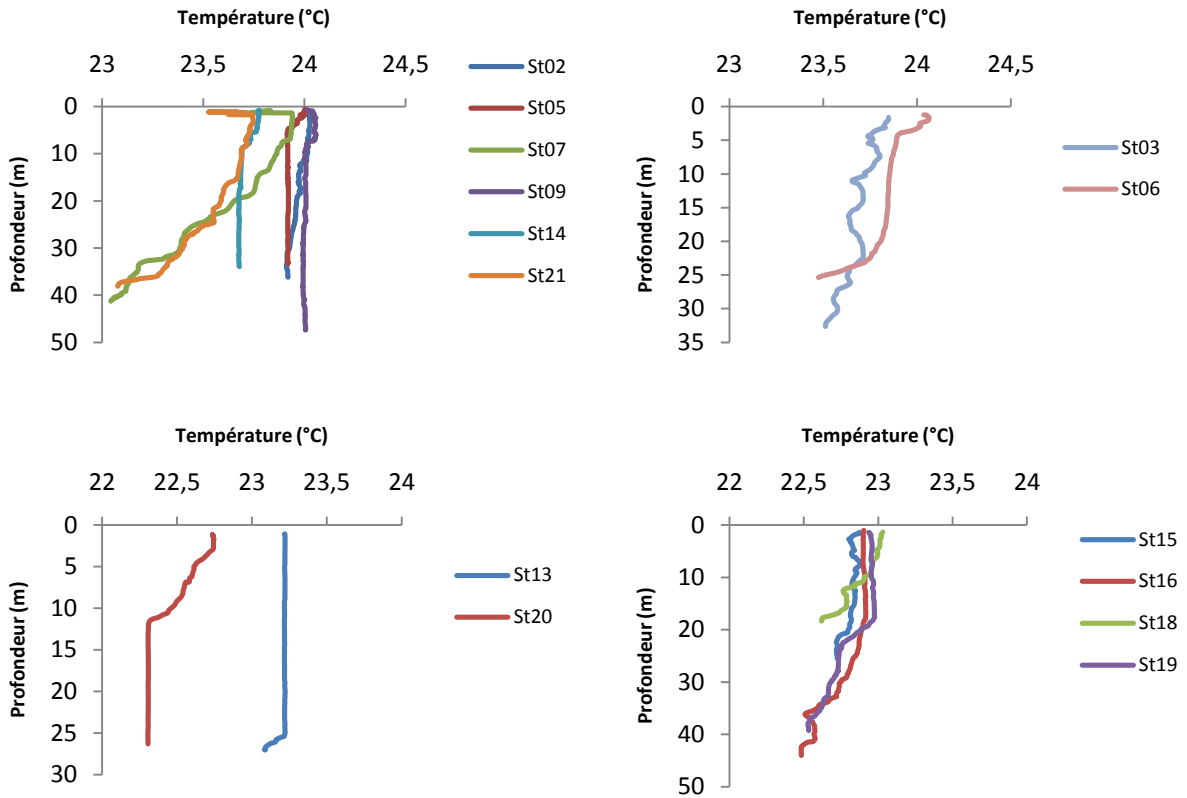 Température (°C)
23 23,5 24 24,5
0
10
20
30
40
50
Profondeur (m)
St02
St05
St07
St09
St14
St21
Température (°C)
23 23,5 24 24,5
0
5
10
15
20
25
30
35
Profondeur (m)
St03
St06
Température (°C)
22 22,5 23 23,5 24
0
5
10
15
20
25
30
Profondeur (m)
St13
St20
Température (°C)
22 22,5 23 23,5 24
0
10
20
30
40
50
Profondeur (m)
St15
St16
St18
St19